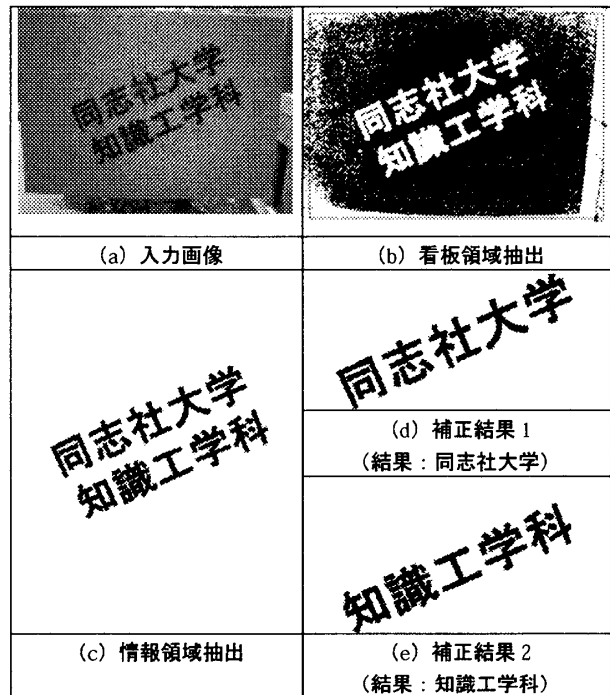 同志社大学
知識工学科
(a) 入力画像
同志社大学
知識工学科
(b) 看板領域抽出
同志社大学
知識工学科
(c) 情報領域抽出
同志社大学
(d) 補正結果 1
(結果:同志社大学)
知識工学科
(e) 補正結果 2
(結果:知識工学科)